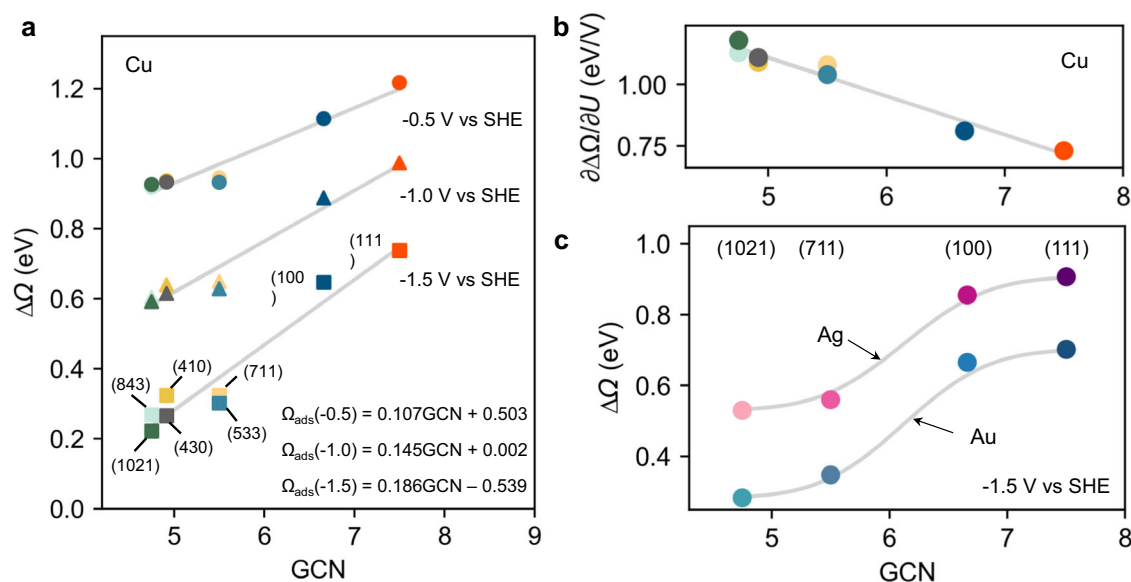 a
Cu
1.2
1.0
0.8
0.6
0.4
0.2
0.0
ΔΩ (eV)
-0.5 V vs SHE
-1.0 V vs SHE
-1.5 V vs SHE
(111
)
(100
)
(410)
(843)
(711)
(430)
(533)
(1021)
Ωads(-0.5) = 0.107GCN + 0.503
Ωads(-1.0) = 0.145GCN + 0.002
Ωads(-1.5) = 0.186GCN – 0.539
5 6 7 8 9
GCN
b
Cu
1.00
0.75
∂ΔΩ/∂U (eV/V)
5 6 7 8
c
1.0
0.8
0.6
0.4
ΔΩ (eV)
(1021) (711) (100) (111)
Ag
Au
-1.5 V vs SHE
5 6 7 8
GCN